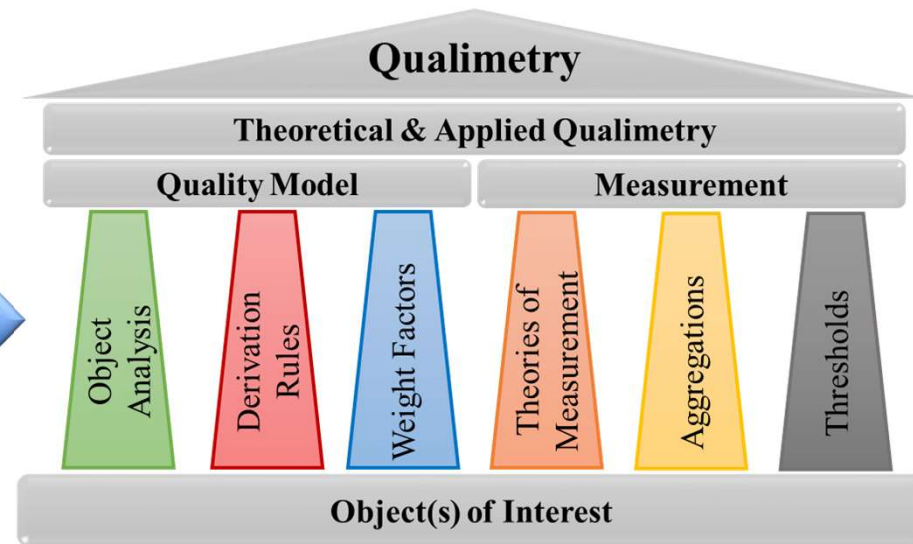 Qualimetry
Theoretical & Applied Qualimetry
Quality Model
Measurement
Object
Analysis
Derivation
Rules
Weight Factors
Theories of
Measurement
Aggregations
Thresholds
Object(s) of Interest